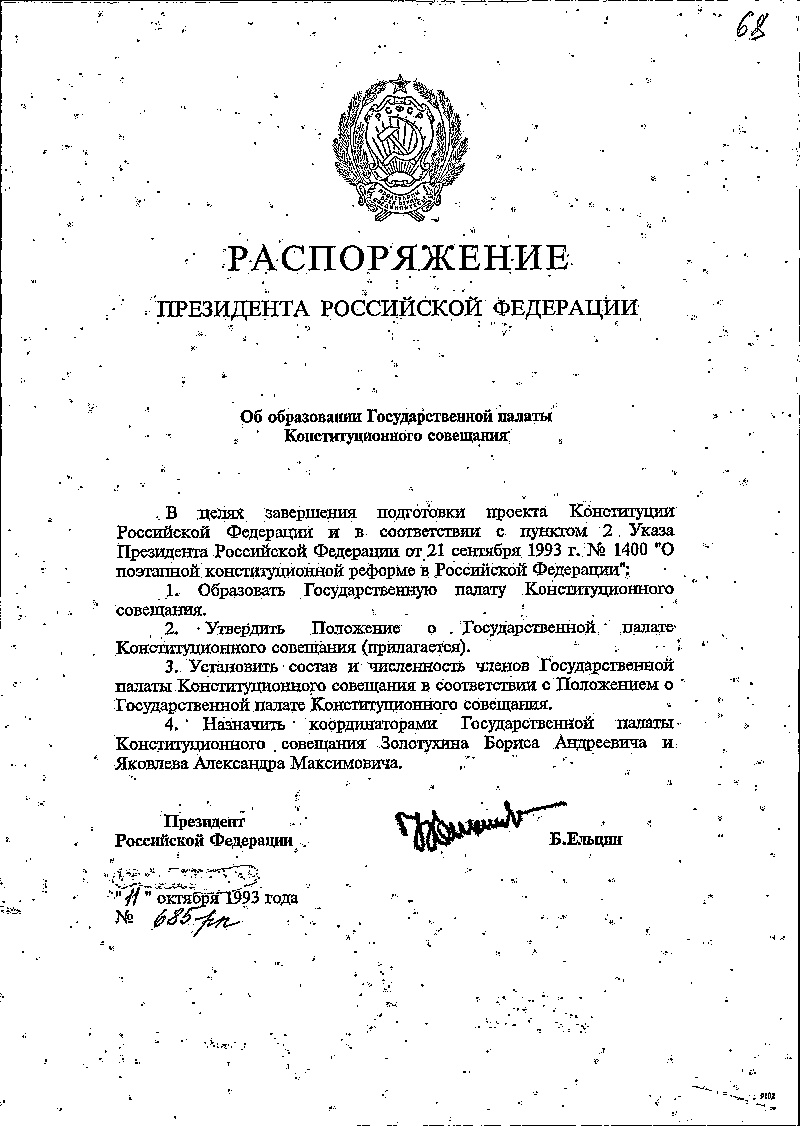 68
РСФСР
РАСПОРЯЖЕНИЕ
ПРЕЗИДЕНТА РОССИЙСКОЙ ФЕДЕРАЦИИ
Об образовании Государственной палаты
Конституционного совещания
В целях завершения подготовки проекта Конституции
Российской Федерации и в соответствии с пунктом 2 Указа
Президента Российской Федерации от 21 сентября 1993 г. № 1400 "О
поэтапной конституционной реформе в Российской Федерации":
1. Образовать Государственную палату Конституционного
совещания.
2. Утвердить Положение о Государственной палате
Конституционного совещания (прилагается).
3. Установить состав и численность членов Государственной
палаты Конституционного совещания в соответствии с Положением о
Государственной палате Конституционного совещания.
4. Назначить координаторами Государственной палаты
Конституционного совещания Золотухина Бориса Андреевича и
Яковлева Александра Максимовича.
Президент
Российской Федерации
Б.Ельцин
"11" октября 1993 года
№ 685-рп